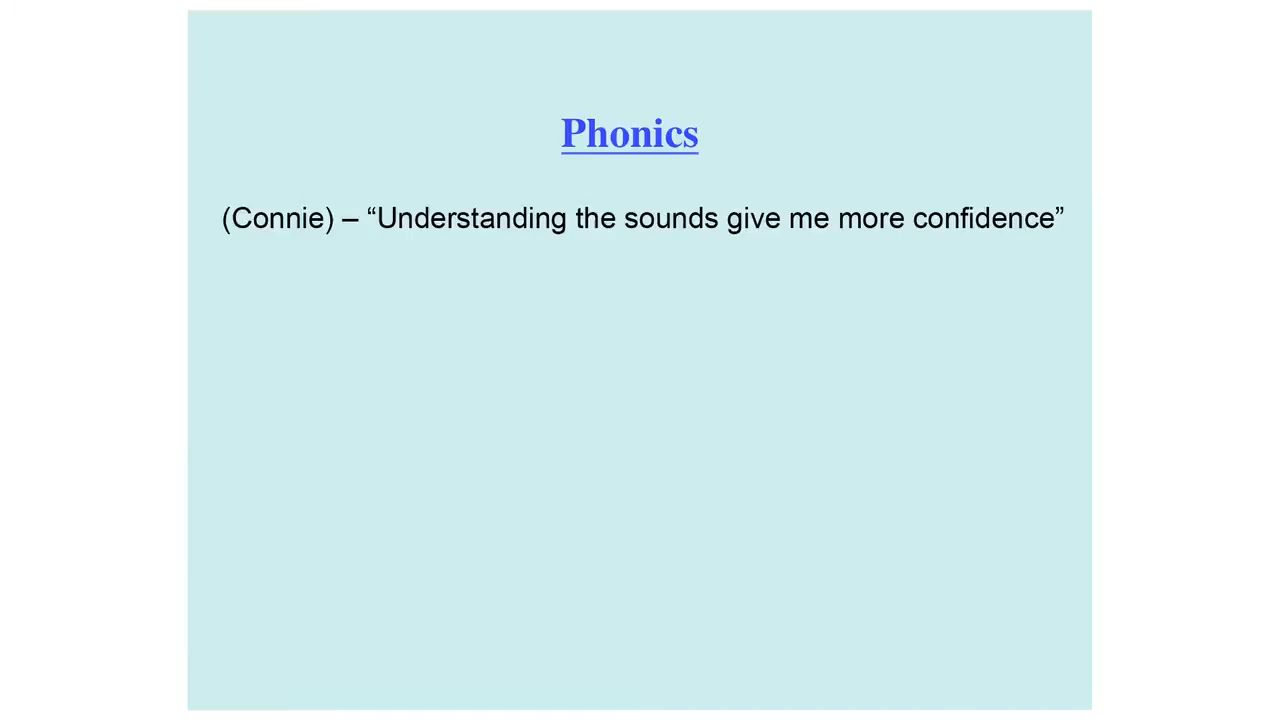 Phonics
(Connie) – “Understanding the sounds give me more confidence”